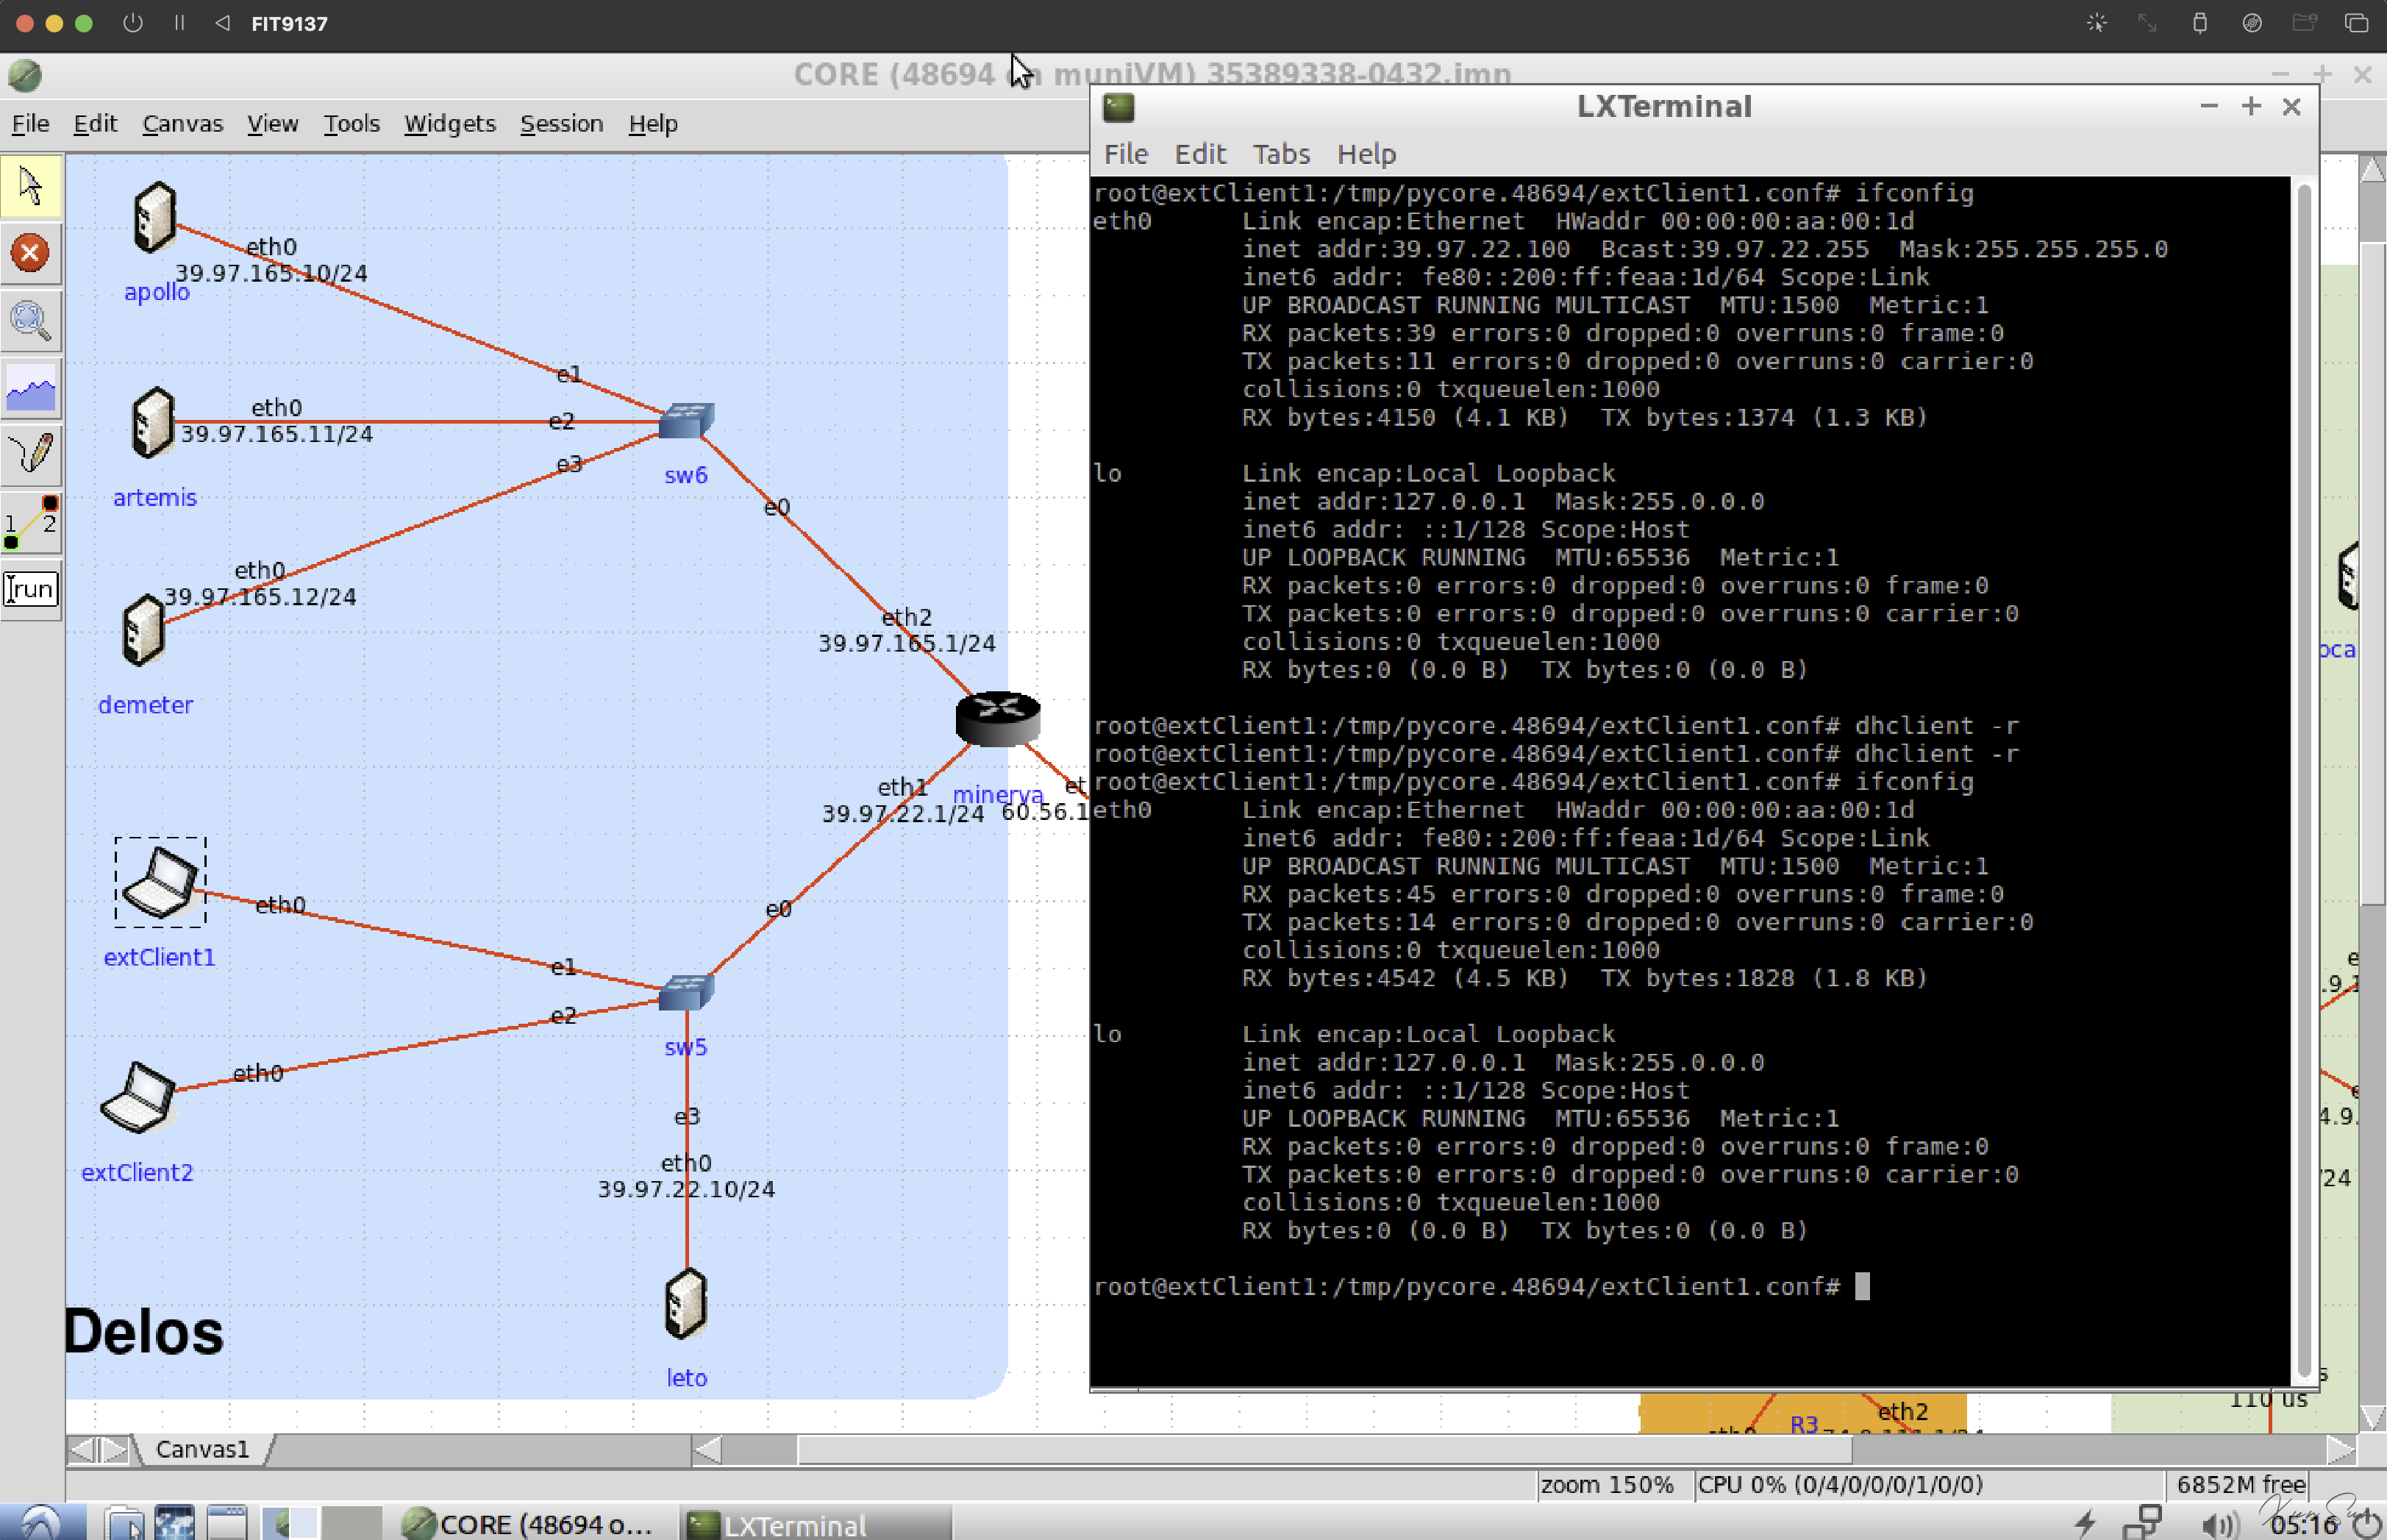 FIT9137
CORE (48694 on muniVM) 35389338-0432.imn
File Edit Canvas View Tools Widgets Session Help
eth0
39.97.165.10/24
apollo
e1
eth0
39.97.165.11/24
e2
artemis
e3
sw6
e0
eth0
39.97.165.12/24
demeter
eth2
39.97.165.1/24
eth1
39.97.22.1/24
minerva
et
60.56.1
eth0
extClient1
e1
e0
e2
sw5
eth0
extClient2
e3
eth0
39.97.22.10/24
leto
Delos
1 2
run
LXTerminal
File Edit Tabs Help
root@extClient1:/tmp/pycore.48694/extClient1.conf# ifconfig
eth0 Link encap:Ethernet HWaddr 00:00:00:aa:00:1d
inet addr:39.97.22.100 Bcast:39.97.22.255 Mask:255.255.255.0
inet6 addr: fe80::200:ff:feaa:1d/64 Scope:Link
UP BROADCAST RUNNING MULTICAST MTU:1500 Metric:1
RX packets:39 errors:0 dropped:0 overruns:0 frame:0
TX packets:11 errors:0 dropped:0 overruns:0 carrier:0
collisions:0 txqueuelen:1000
RX bytes:4150 (4.1 KB) TX bytes:1374 (1.3 KB)
lo Link encap:Local Loopback
inet addr:127.0.0.1 Mask:255.0.0.0
inet6 addr: ::1/128 Scope:Host
UP LOOPBACK RUNNING MTU:65536 Metric:1
RX packets:0 errors:0 dropped:0 overruns:0 frame:0
TX packets:0 errors:0 dropped:0 overruns:0 carrier:0
collisions:0 txqueuelen:1000
RX bytes:0 (0.0 B) TX bytes:0 (0.0 B)
root@extClient1:/tmp/pycore.48694/extClient1.conf# dhclient -r
root@extClient1:/tmp/pycore.48694/extClient1.conf# dhclient -r
root@extClient1:/tmp/pycore.48694/extClient1.conf# ifconfig
eth0 Link encap:Ethernet HWaddr 00:00:00:aa:00:1d
inet6 addr: fe80::200:ff:feaa:1d/64 Scope:Link
UP BROADCAST RUNNING MULTICAST MTU:1500 Metric:1
RX packets:45 errors:0 dropped:0 overruns:0 frame:0
TX packets:14 errors:0 dropped:0 overruns:0 carrier:0
collisions:0 txqueuelen:1000
RX bytes:4542 (4.5 KB) TX bytes:1828 (1.8 KB)
lo Link encap:Local Loopback
inet addr:127.0.0.1 Mask:255.0.0.0
inet6 addr: ::1/128 Scope:Host
UP LOOPBACK RUNNING MTU:65536 Metric:1
RX packets:0 errors:0 dropped:0 overruns:0 frame:0
TX packets:0 errors:0 dropped:0 overruns:0 carrier:0
collisions:0 txqueuelen:1000
RX bytes:0 (0.0 B) TX bytes:0 (0.0 B)
root@extClient1:/tmp/pycore.48694/extClient1.conf#
oca
.9.1
4.9.
/24
110 us
eth2
R3
Canvas1
zoom 150% CPU 0% (0/4/0/0/0/1/0/0) 6852M free
CORE (48694 o... LXTerminal 05:16